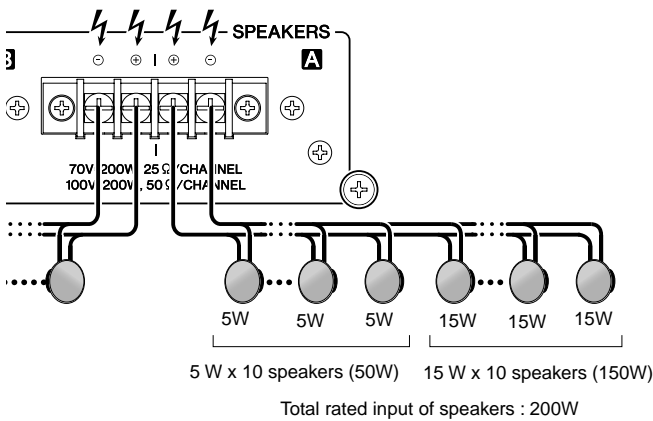 SPEAKERS
B
⊖ ⊕ | ⊕ ⊖
A
70V 200W, 25 Ω/CHANNEL
100V 200W, 50 Ω/CHANNEL
5W 5W 5W 15W 15W 15W
5 W x 10 speakers (50W) 15 W x 10 speakers (150W)
Total rated input of speakers : 200W